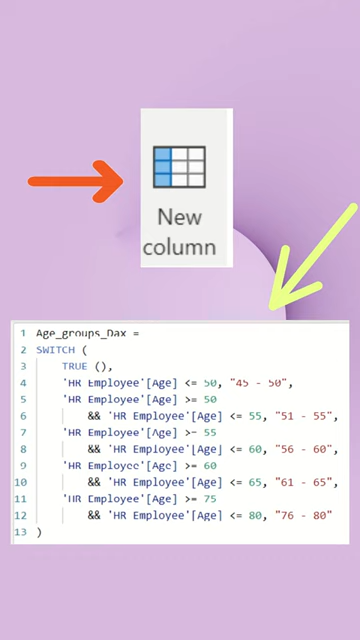 New
column
1 Age_groups_Dax =
2 SWITCH (
3 TRUE (),
4 'HR Employee'[Age] <= 50, "45 - 50",
5 'HR Employee'[Age] >= 50
6 && 'HR Employee'[Age] <= 55, "51 - 55",
7 'HR Employee'[Age] >= 55
8 && 'HR Employee'[Age] <= 60, "56 - 60",
9 'HR Employee'[Age] >= 60
10 && 'HR Employee'[Age] <= 65, "61 - 65",
11 'HR Employee'[Age] >= 75
12 && 'HR Employee'[Age] <= 80, "76 - 80"
13 )